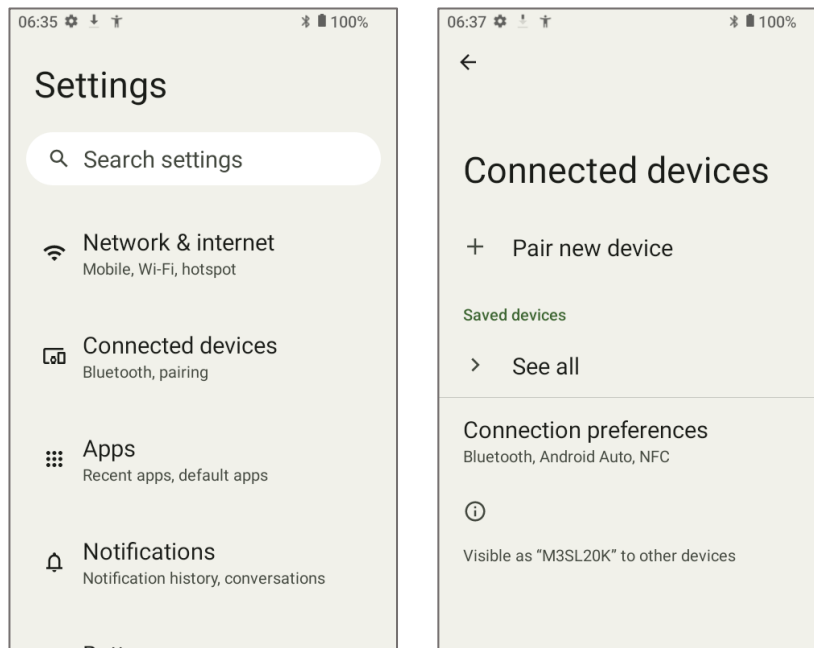 06:35 100%
Settings
Search settings
Network & internet
Mobile, Wi-Fi, hotspot
Connected devices
Bluetooth, pairing
Apps
Recent apps, default apps
Notifications
Notification history, conversations
06:37 100%
Connected devices
Pair new device
Saved devices
See all
Connection preferences
Bluetooth, Android Auto, NFC
Visible as “M3SL20K” to other devices